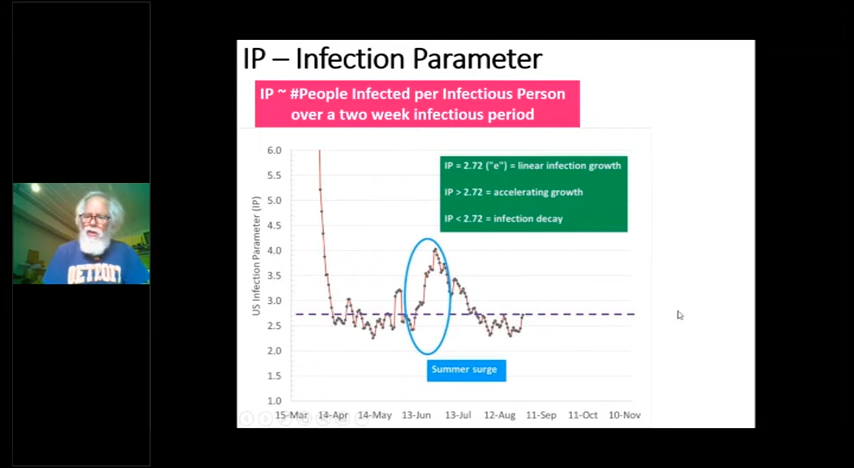 IP – Infection Parameter
IP ~ #People Infected per Infectious Person
over a two week infectious period
6.0
5.5
5.0
4.5
4.0
3.5
3.0
2.5
2.0
1.5
1.0
US Infection Parameter (IP)
IP = 2.72 ("e") = linear infection growth
IP > 2.72 = accelerating growth
IP < 2.72 = infection decay
Summer surge
15-Mar 14-Apr 14-May 13-Jun 13-Jul 12-Aug 11-Sep 11-Oct 10-Nov
DETROIT